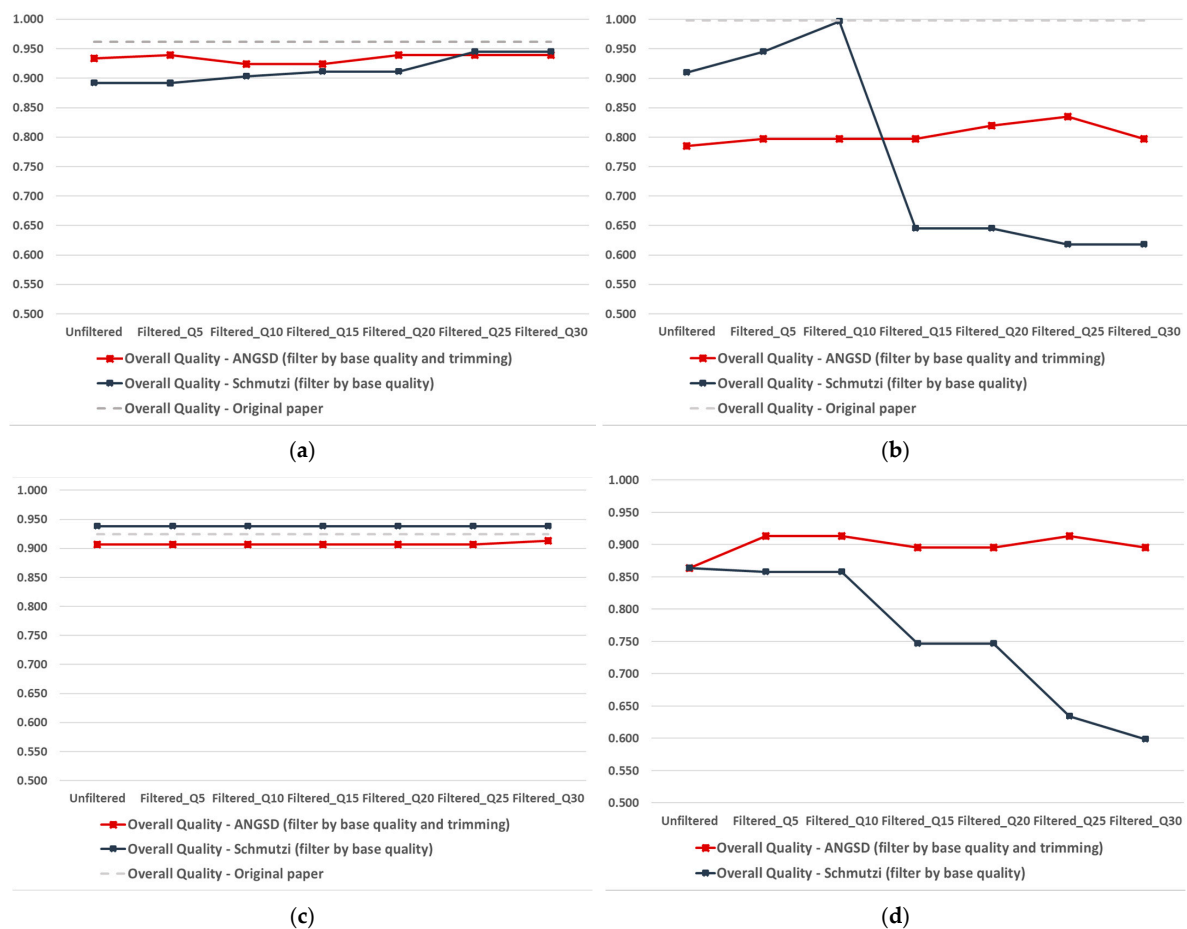 1.000
0.950
0.900
0.850
0.800
0.750
0.700
0.650
0.600
0.550
0.500
Unfiltered Filtered_Q5 Filtered_Q10 Filtered_Q15 Filtered_Q20 Filtered_Q25 Filtered_Q30
Overall Quality - ANGSD (filter by base quality and trimming)
Overall Quality - Schmutzi (filter by base quality)
Overall Quality - Original paper
(a)
1.000
0.950
0.900
0.850
0.800
0.750
0.700
0.650
0.600
0.550
0.500
Unfiltered Filtered_Q5 Filtered_Q10 Filtered_Q15 Filtered_Q20 Filtered_Q25 Filtered_Q30
Overall Quality - ANGSD (filter by base quality and trimming)
Overall Quality - Schmutzi (filter by base quality)
Overall Quality - Original paper
(b)
1.000
0.950
0.900
0.850
0.800
0.750
0.700
0.650
0.600
0.550
0.500
Unfiltered Filtered_Q5 Filtered_Q10 Filtered_Q15 Filtered_Q20 Filtered_Q25 Filtered_Q30
Overall Quality - ANGSD (filter by base quality and trimming)
Overall Quality - Schmutzi (filter by base quality)
Overall Quality - Original paper
(c)
1.000
0.950
0.900
0.850
0.800
0.750
0.700
0.650
0.600
0.550
0.500
Unfiltered Filtered_Q5 Filtered_Q10 Filtered_Q15 Filtered_Q20 Filtered_Q25 Filtered_Q30
Overall Quality - ANGSD (filter by base quality and trimming)
Overall Quality - Schmutzi (filter by base quality)
(d)